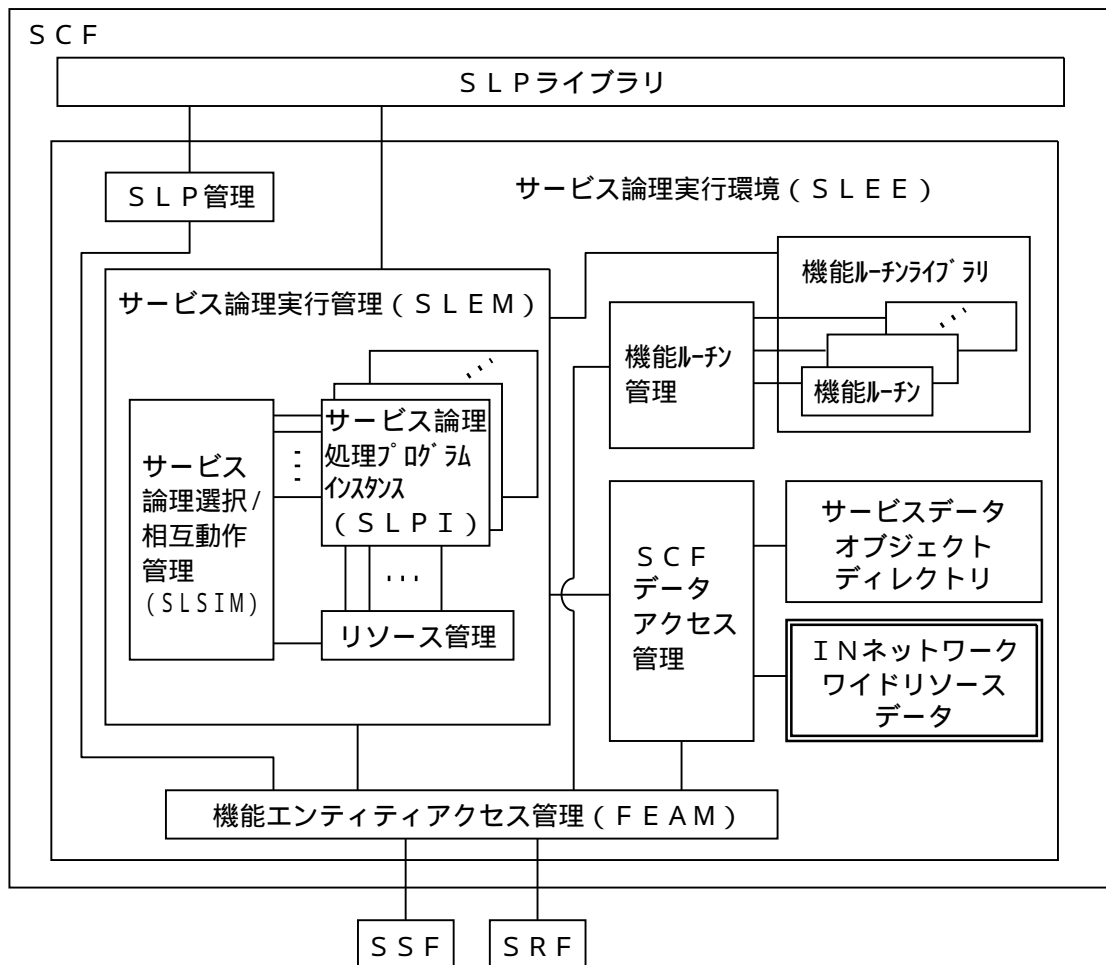 ＳＣＦ
ＳＬＰライブラリ
ＳＬＰ管理
サービス論理実行環境（ＳＬＥＥ）
サービス論理実行管理（ＳＬＥＭ）
機能ﾙｰﾁﾝﾗｲﾌﾞﾗﾘ
機能ﾙｰﾁﾝ
管理
機能ﾙｰﾁﾝ
サービス
論理選択/
相互動作
管理
(SLSIM)
サービス論理
処理ﾌﾟﾛｸﾞﾗﾑ
ｲﾝｽﾀﾝｽ
（ＳＬＰＩ）
リソース管理
ＳＣＦ
データ
アクセス
管理
サービスデータ
オブジェクト
ディレクトリ
ＩＮネットワーク
ワイドリソース
データ
機能エンティティアクセス管理（ＦＥＡＭ）
ＳＳＦ
ＳＲＦ